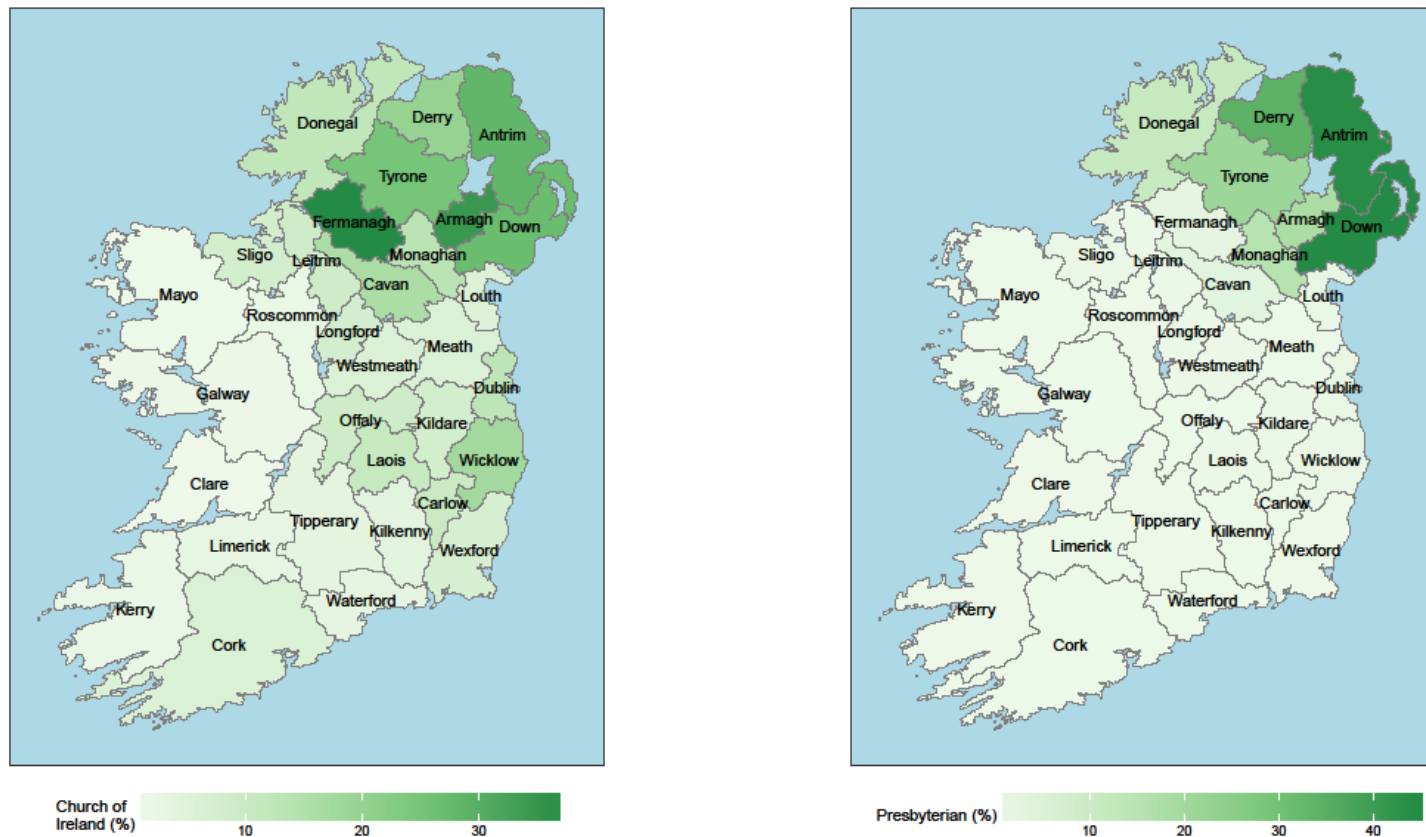 Donegal
Derry
Antrim
Tyrone
Fermanagh
Armagh
Down
Monaghan
Sligo
Leitrim
Cavan
Louth
Mayo
Roscommon
Longford
Meath
Westmeath
Dublin
Galway
Offaly
Kildare
Laois
Wicklow
Clare
Carlow
Tipperary
Kilkenny
Limerick
Wexford
Waterford
Kerry
Cork
Church of
Ireland (%)
10 20 30
Donegal
Derry
Antrim
Tyrone
Fermanagh
Armagh
Down
Monaghan
Sligo
Leitrim
Cavan
Louth
Mayo
Roscommon
Longford
Meath
Westmeath
Dublin
Galway
Offaly
Kildare
Laois
Wicklow
Clare
Carlow
Tipperary
Kilkenny
Limerick
Wexford
Waterford
Kerry
Cork
Presbyterian (%)
10 20 30 40